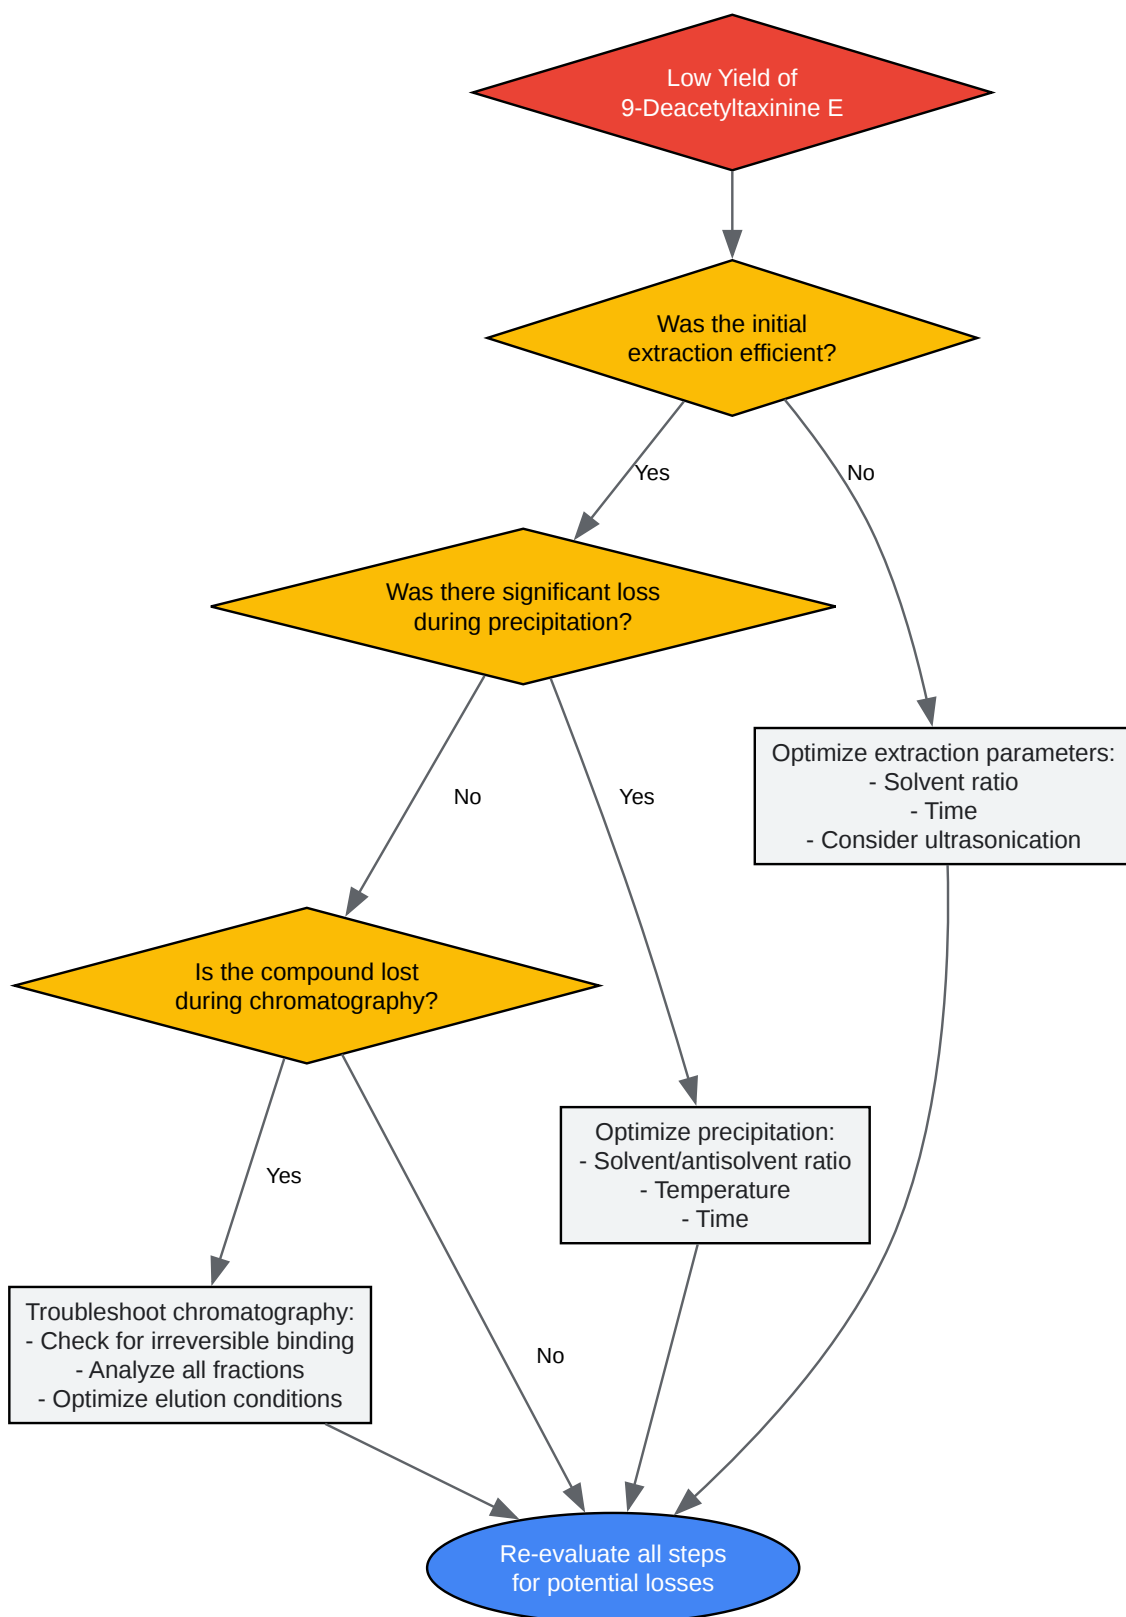 Low Yield of
9-Deacetyltaxinine E
Was the initial
extraction efficient?
Yes
No
Was there significant loss
during precipitation?
No
Yes
Optimize extraction parameters:
- Solvent ratio
- Time
- Consider ultrasonication
Is the compound lost
during chromatography?
Yes
No
Optimize precipitation:
- Solvent/antisolvent ratio
- Temperature
- Time
Troubleshoot chromatography:
- Check for irreversible binding
- Analyze all fractions
- Optimize elution conditions
Re-evaluate all steps
for potential losses